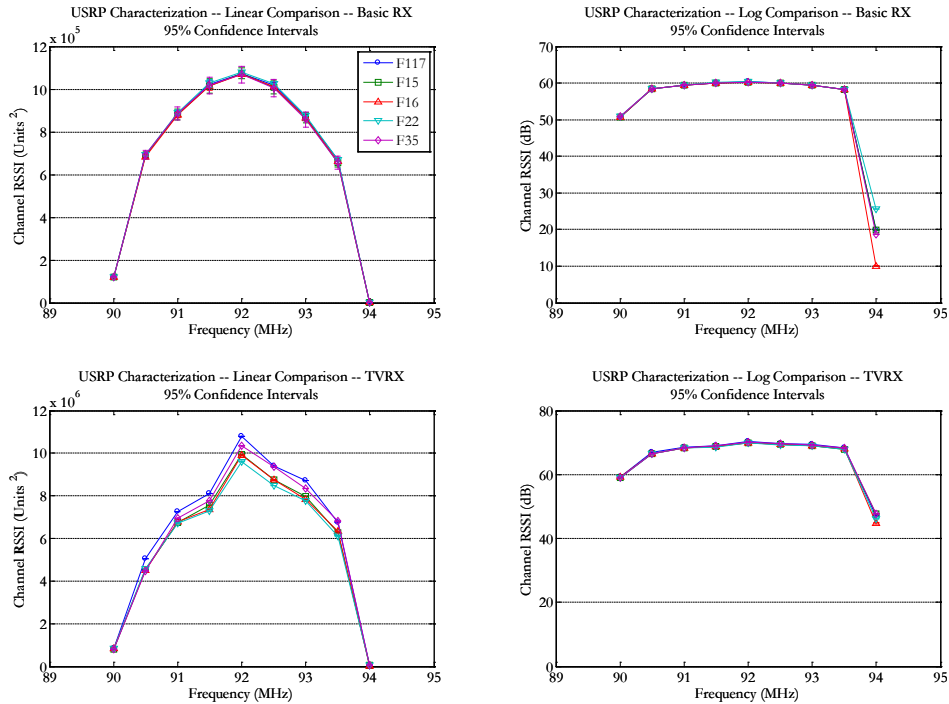 USRP Characterization -- Linear Comparison -- Basic RX
95% Confidence Intervals
12 x 10^5
10
8
6
4
2
0
Channel RSSI (Units ^2)
89 90 91 92 93 94 95
Frequency (MHz)
F117
F15
F16
F22
F35
USRP Characterization -- Log Comparison -- Basic RX
95% Confidence Intervals
70
60
50
40
30
20
10
0
Channel RSSI (dB)
89 90 91 92 93 94 95
Frequency (MHz)
USRP Characterization -- Linear Comparison -- TVRX
95% Confidence Intervals
12 x 10^6
10
8
6
4
2
0
Channel RSSI (Units ^2)
89 90 91 92 93 94 95
Frequency (MHz)
USRP Characterization -- Log Comparison -- TVRX
95% Confidence Intervals
80
60
40
20
0
Channel RSSI (dB)
89 90 91 92 93 94 95
Frequency (MHz)